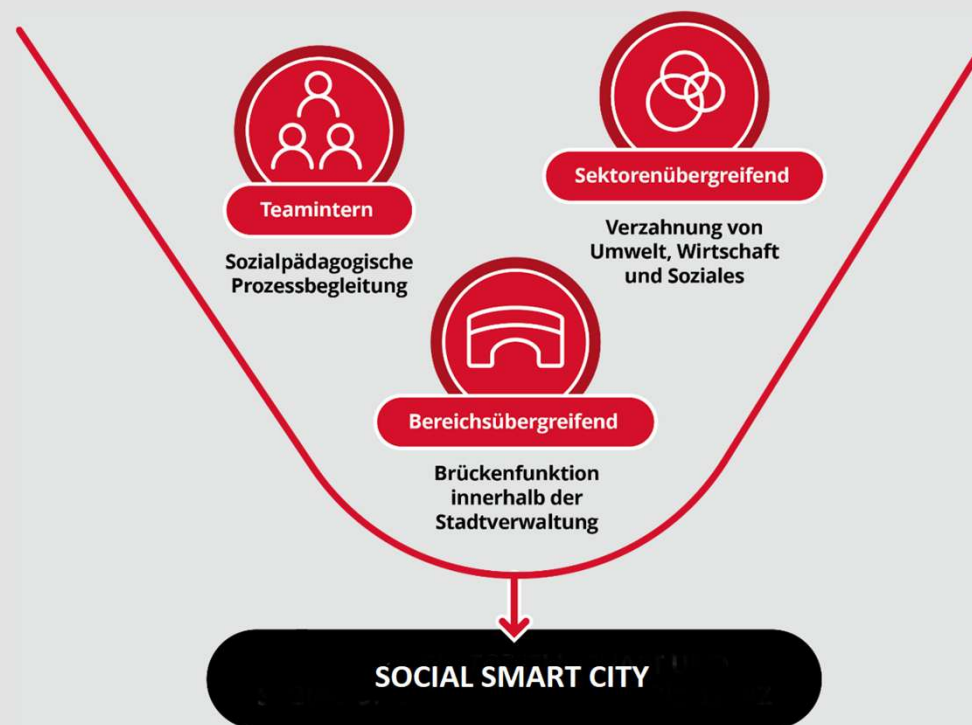 Teamintern
Sozialpädagogische
Prozessbegleitung
Sektorenübergreifend
Verzahnung von
Umwelt, Wirtschaft
und Soziales
Bereichsübergreifend
Brückenfunktion
innerhalb der
Stadtverwaltung
SOCIAL SMART CITY